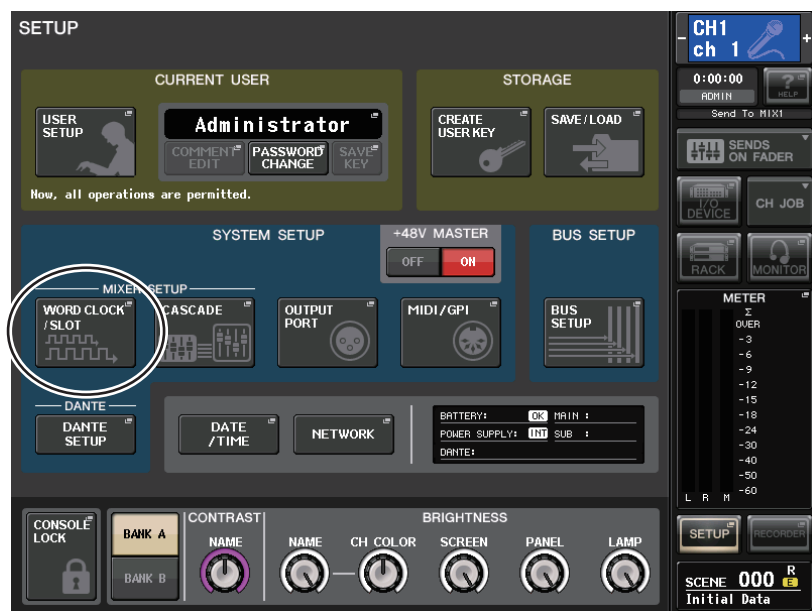 SETUP
CURRENT USER
USER
SETUP
Administrator
COMMENT
EDIT
PASSWORD
CHANGE
SAVE
KEY
Now, all operations are permitted.
STORAGE
CREATE
USER KEY
SAVE/LOAD
SYSTEM SETUP
+48V MASTER
OFF
ON
BUS SETUP
MIXER SETUP
WORD CLOCK
/SLOT
CASCADE
OUTPUT
PORT
MIDI/GPI
BUS
SETUP
DANTE
DANTE
SETUP
DATE
/TIME
NETWORK
BATTERY: OK MAIN :
POWER SUPPLY: INT SUB :
DANTE:
CONSOLE
LOCK
BANK A
BANK B
CONTRAST
NAME
BRIGHTNESS
NAME
CH COLOR
SCREEN
PANEL
LAMP
- CH1 +
ch 1
0:00:00
ADMIN
?
HELP
Send To MIX1
SENDS
ON FADER
I/O
DEVICE
CH JOB
RACK
MONITOR
METER
Σ
OVER
-3
-6
-9
-12
-15
-18
-24
-30
-40
-50
-60
L R M
SETUP
RECORDER
SCENE 000 R
E
Initial Data